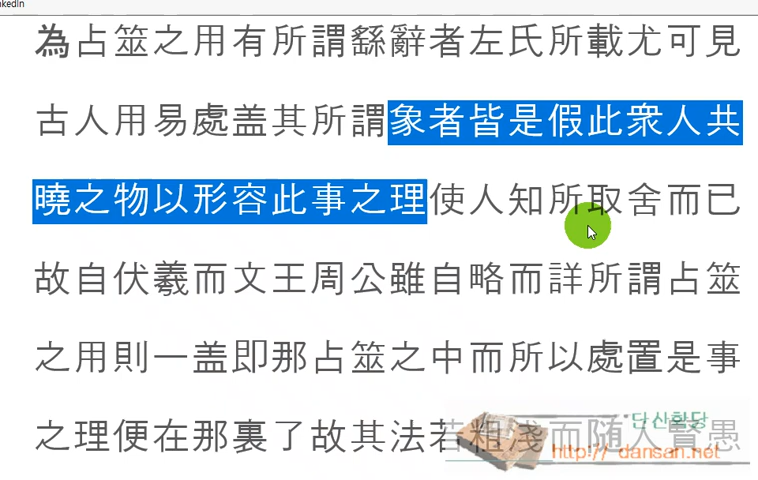 nkedIn
為占筮之用有所謂繇辭者左氏所載尤可見
古人用易處盖其所謂象者皆是假此衆人共
曉之物以形容此事之理使人知所取舍而已
故自伏羲而文王周公雖自略而詳所謂占筮
之用則一盖即那占筮之中而所以處置是事
之理便在那裏了故其法若粗淺而随人賢愚
단산학당
http:// dansan.net